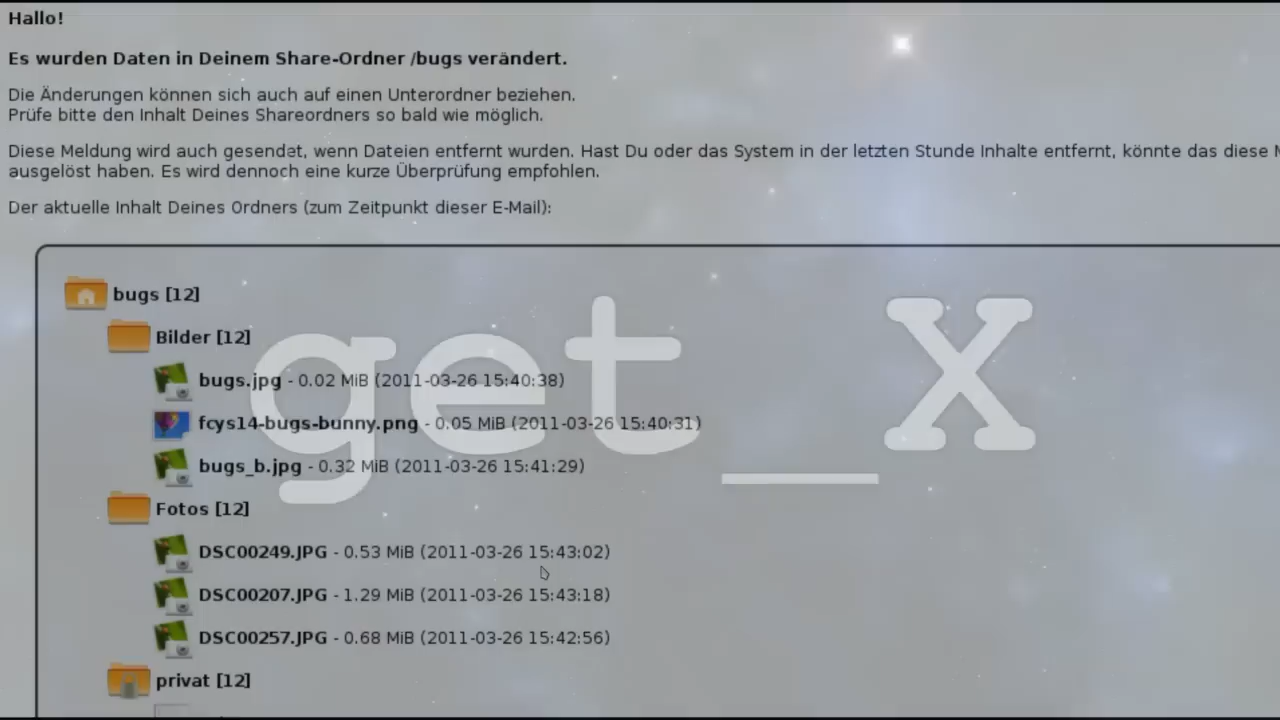 Hallo!
Es wurden Daten in Deinem Share-Ordner /bugs verändert.
Die Änderungen können sich auch auf einen Unterordner beziehen.
Prüfe bitte den Inhalt Deines Shareordners so bald wie möglich.
Diese Meldung wird auch gesendet, wenn Dateien entfernt wurden. Hast Du oder das System in der letzten Stunde Inhalte entfernt, könnte das diese
ausgelöst haben. Es wird dennoch eine kurze Überprüfung empfohlen.
Der aktuelle Inhalt Deines Ordners (zum Zeitpunkt dieser E-Mail):
bugs [12]
get_X
Bilder [12]
bugs.jpg - 0.02 MiB (2011-03-26 15:40:38)
fcys14-bugs-bunny.png - 0.05 MiB (2011-03-26 15:40:31)
bugs_b.jpg - 0.32 MiB (2011-03-26 15:41:29)
Fotos [12]
DSC00249.JPG - 0.53 MiB (2011-03-26 15:43:02)
DSC00207.JPG - 1.29 MiB (2011-03-26 15:43:18)
DSC00257.JPG - 0.68 MiB (2011-03-26 15:42:56)
privat [12]